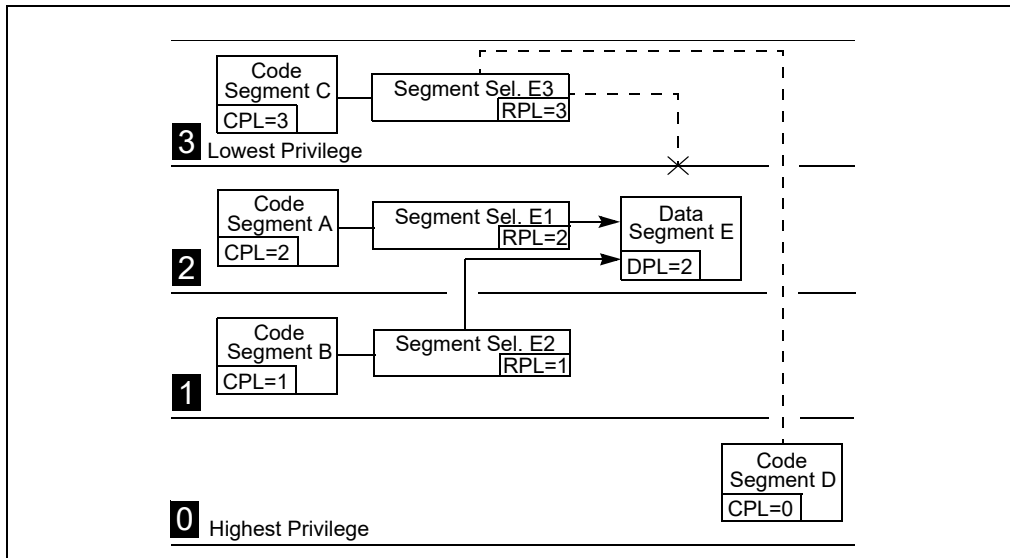 Code
Segment C
CPL=3
Segment Sel. E3
RPL=3
3
Lowest Privilege
Code
Segment A
CPL=2
Segment Sel. E1
RPL=2
Data
Segment E
DPL=2
2
Code
Segment B
CPL=1
Segment Sel. E2
RPL=1
1
Code
Segment D
CPL=0
0
Highest Privilege